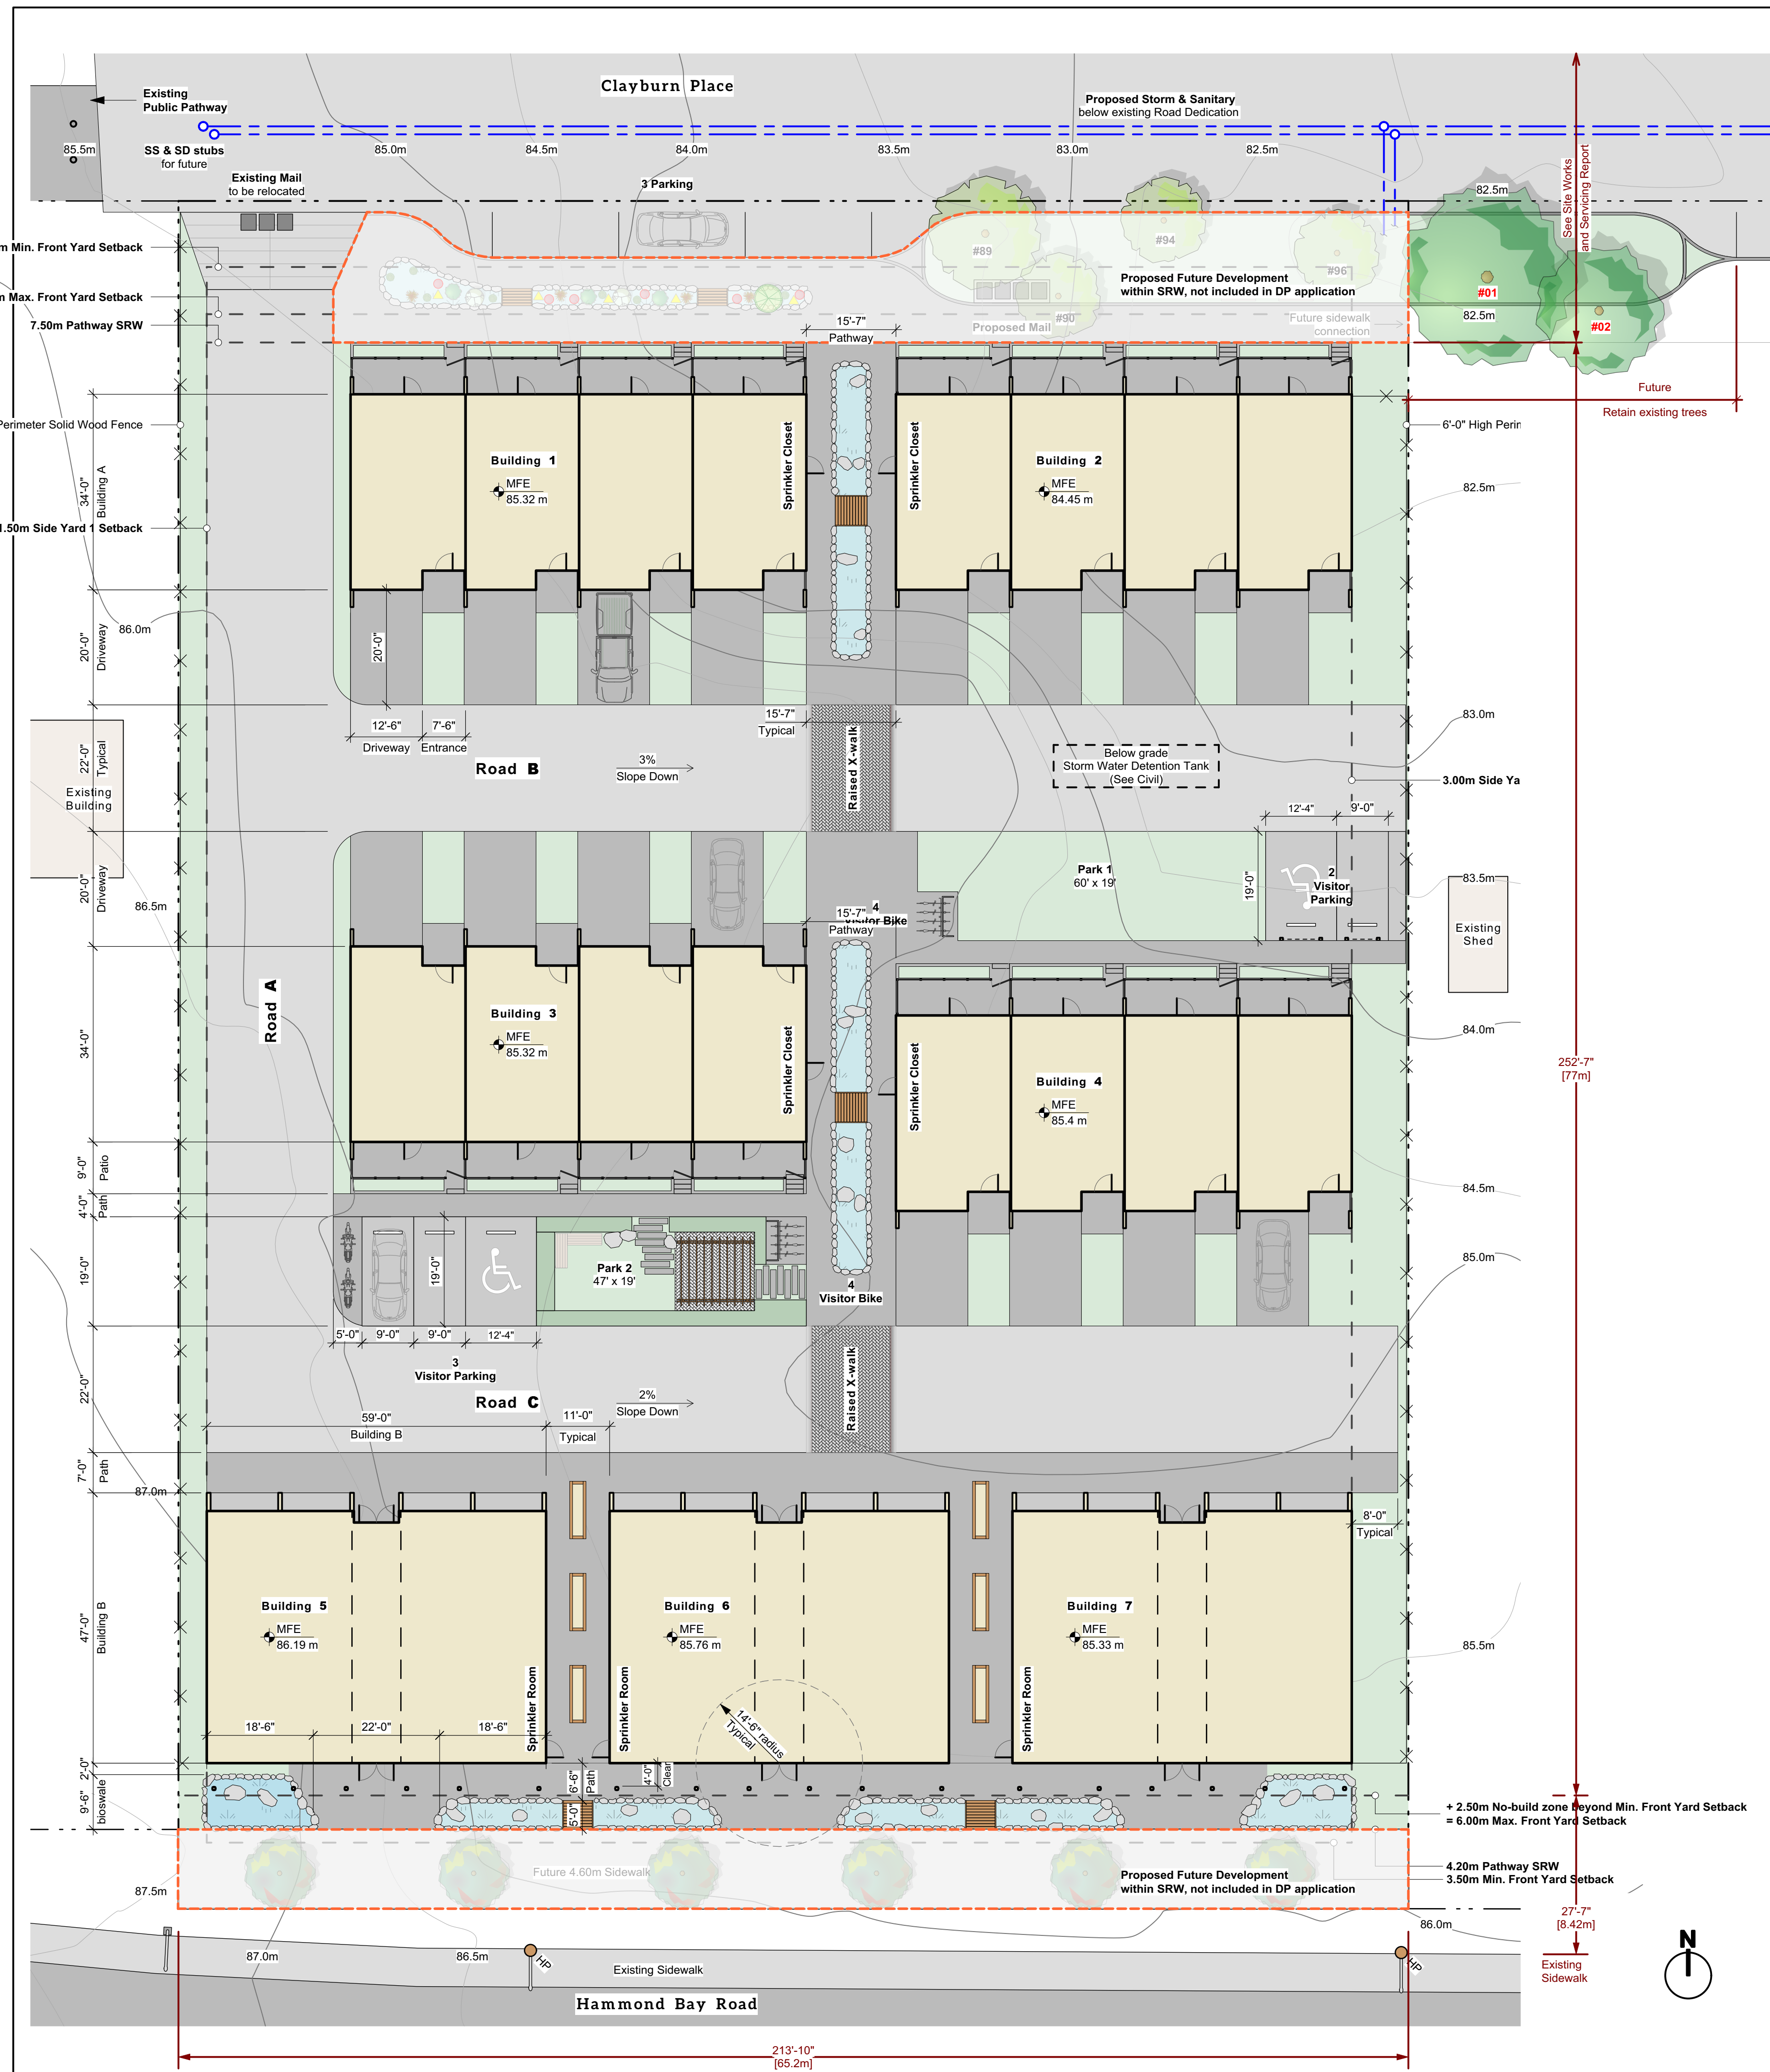 Clayburn Place
Existing
Public Pathway
Proposed Storm & Sanitary
below existing Road Dedication
SS & SD stubs
for future
85.5m
85.0m
84.5m
84.0m
83.5m
83.0m
82.5m
Existing Mail
to be relocated
3 Parking
82.5m
See Site Works
and Servicing Report
m Min. Front Yard Setback
m Max. Front Yard Setback
7.50m Pathway SRW
#89
#94
#96
#90
#01
82.5m
#02
Proposed Future Development
within SRW, not included in DP application
Proposed Mail
Future sidewalk
connection
15'-7"
Pathway
Future
Retain existing trees
Perimeter Solid Wood Fence
6'-0" High Perin
34'-0"
Building A
Building 1
MFE
85.32 m
Sprinkler Closet
Sprinkler Closet
Building 2
MFE
84.45 m
82.5m
1.50m Side Yard 1 Setback
86.0m
20'-0"
Driveway
20'-0"
12'-6"
7'-6"
Driveway
Entrance
15'-7"
Typical
83.0m
22'-0"
Typical
Road B
3%
Slope Down
Raised X-walk
Below grade
Storm Water Detention Tank
(See Civil)
3.00m Side Ya
Existing
Building
12'-4"
9'-0"
20'-0"
Driveway
86.5m
Park 1
60' x 19'
19'-0"
2
Visitor
Parking
83.5m
4
Visitor Bike
15'-7"
Pathway
Existing
Shed
Road A
34'-0"
Building 3
MFE
85.32 m
Sprinkler Closet
Sprinkler Closet
Building 4
MFE
85.4 m
84.0m
252'-7"
[77m]
9'-0"
Patio
4'-0"
Path
84.5m
19'-0"
19'-0"
Park 2
47' x 19'
4
Visitor Bike
85.0m
5'-0"
9'-0"
9'-0"
12'-4"
3
Visitor Parking
22'-0"
Road C
2%
Slope Down
Raised X-walk
59'-0"
Building B
11'-0"
Typical
7'-0"
Path
87.0m
8'-0"
Typical
47'-0"
Building B
Building 5
MFE
86.19 m
Building 6
MFE
85.76 m
Building 7
MFE
85.33 m
85.5m
Sprinkler Room
Sprinkler Room
Sprinkler Room
14'-6" radius
Typical
18'-6"
22'-0"
18'-6"
2'-0"
9'-6"
bioswale
6'-6"
Path
4'-0"
Clear
5'-0"
+ 2.50m No-build zone beyond Min. Front Yard Setback
= 6.00m Max. Front Yard Setback
Future 4.60m Sidewalk
Proposed Future Development
within SRW, not included in DP application
4.20m Pathway SRW
3.50m Min. Front Yard Setback
87.5m
27'-7"
[8.42m]
86.0m
87.0m
86.5m
HP
HP
Existing Sidewalk
Existing
Sidewalk
N
Hammond Bay Road
213'-10"
[65.2m]